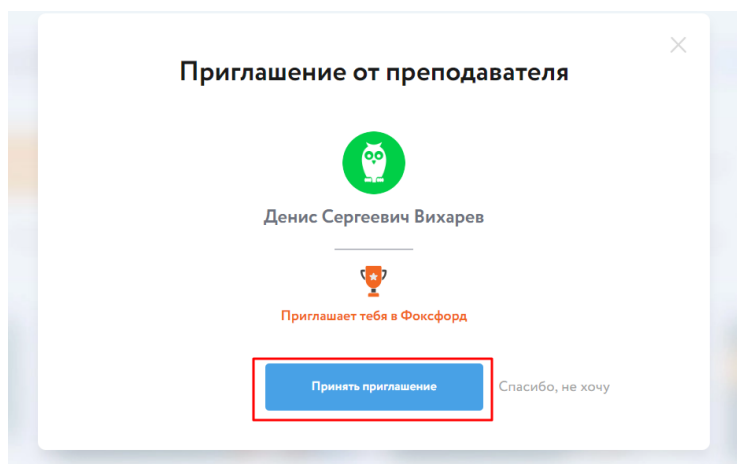 Приглашение от преподавателя
Денис Сергеевич Вихарев
Приглашает тебя в Фоксфорд
Принять приглашение
Спасибо, не хочу